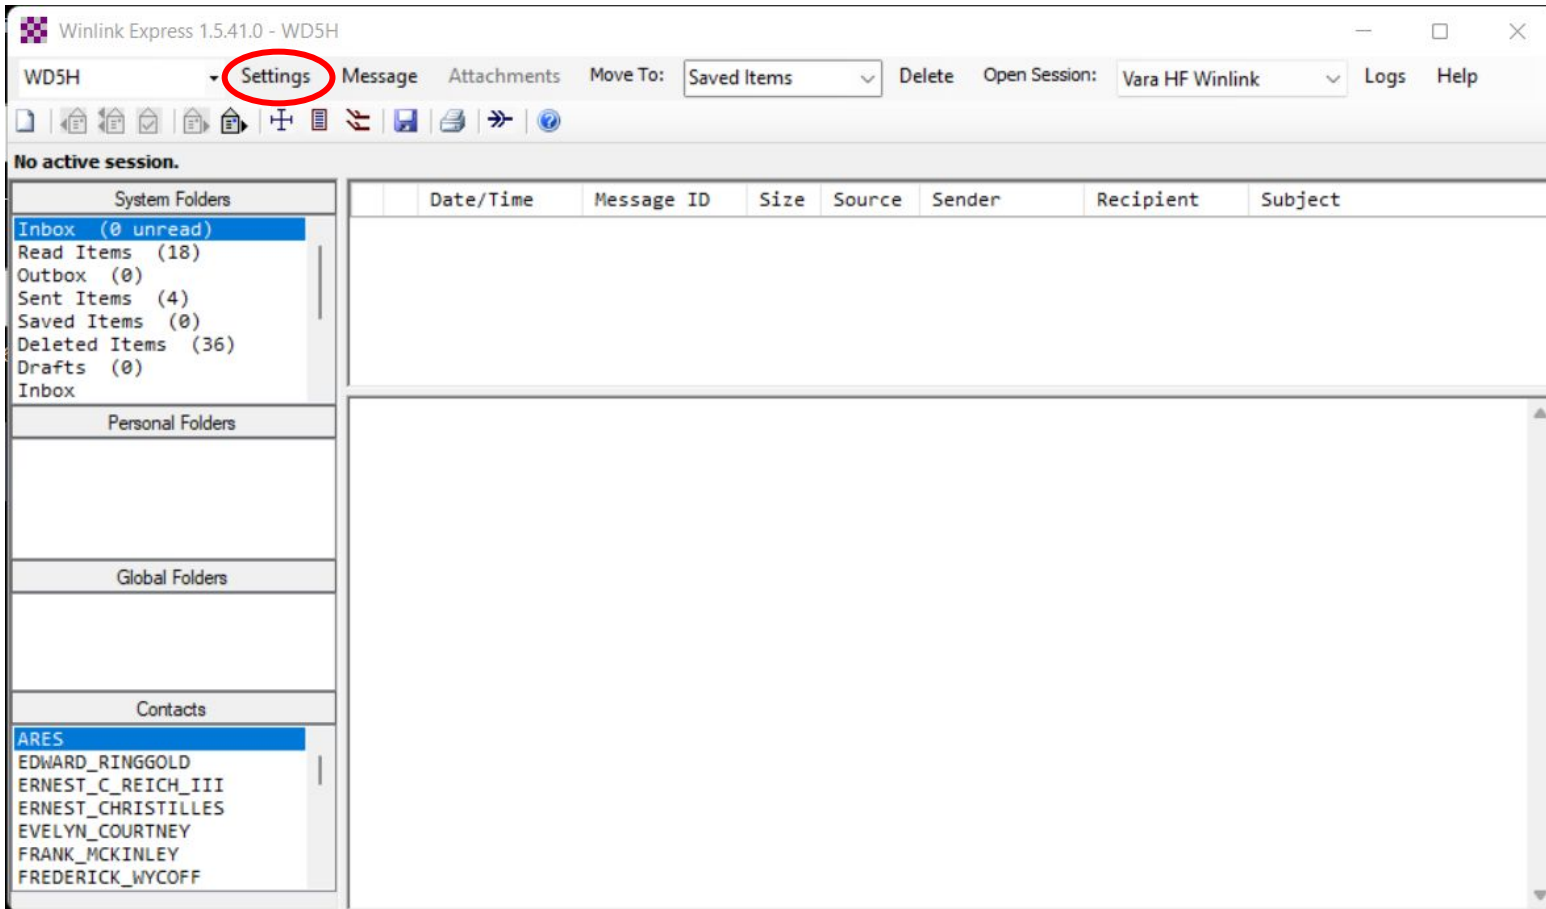 Winlink Express 1.5.41.0 - WD5H
WD5H Settings Message Attachments Move To: Saved Items Delete Open Session: Vara HF Winlink Logs Help
No active session.
System Folders
Inbox (0 unread)
Read Items (18)
Outbox (0)
Sent Items (4)
Saved Items (0)
Deleted Items (36)
Drafts (0)
Inbox
Personal Folders
Global Folders
Contacts
ARES
EDWARD_RINGGOLD
ERNEST_C_REICH_III
ERNEST_CHRISTILLES
EVELYN_COURTNEY
FRANK_MCKINLEY
FREDERICK_WYCOFF
Date/Time Message ID Size Source Sender Recipient Subject